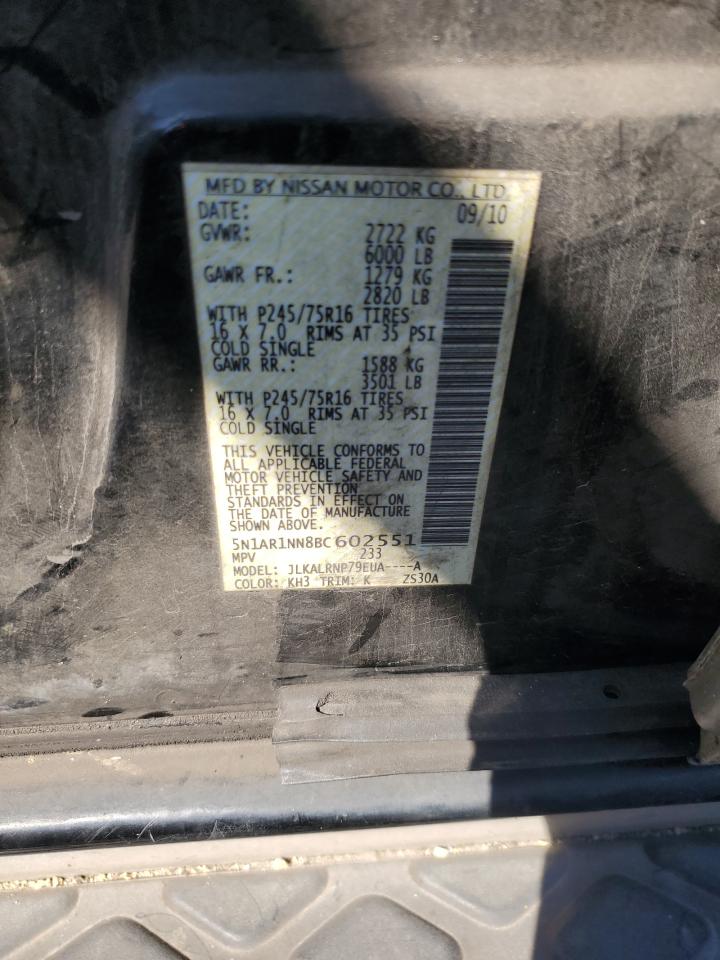 MFD BY NISSAN MOTOR CO., LTD.
DATE: 09/10
GVWR: 2722 KG
6000 LB
GAWR FR.: 1279 KG
2820 LB
WITH P245/75R16 TIRES
16 X 7.0 RIMS AT 35 PSI
COLD SINGLE
GAWR RR.: 1588 KG
3501 LB
WITH P245/75R16 TIRES
16 X 7.0 RIMS AT 35 PSI
COLD SINGLE
THIS VEHICLE CONFORMS TO
ALL APPLICABLE FEDERAL
MOTOR VEHICLE SAFETY AND
THEFT PREVENTION
STANDARDS IN EFFECT ON
THE DATE OF MANUFACTURE
SHOWN ABOVE.
5N1AR1NN8BC602551
MPV 233
MODEL: JLKALRNP79EUA----A
COLOR: KH3 TRIM: K ZS30A